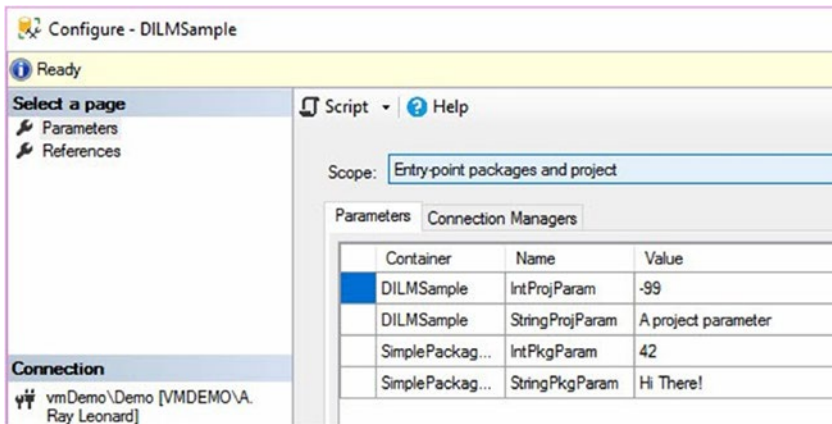 Configure - DILMSample
Ready
Select a page
Parameters
References
Script
Help
Scope: Entry-point packages and project
Parameters Connection Managers
Container Name Value
DILMSample IntProjParam -99
DILMSample StringProjParam A project parameter
SimplePackag... IntPkgParam 42
SimplePackag... StringPkgParam Hi There!
Connection
vmDemo\Demo [VMDEMO\A.
Ray Leonard]